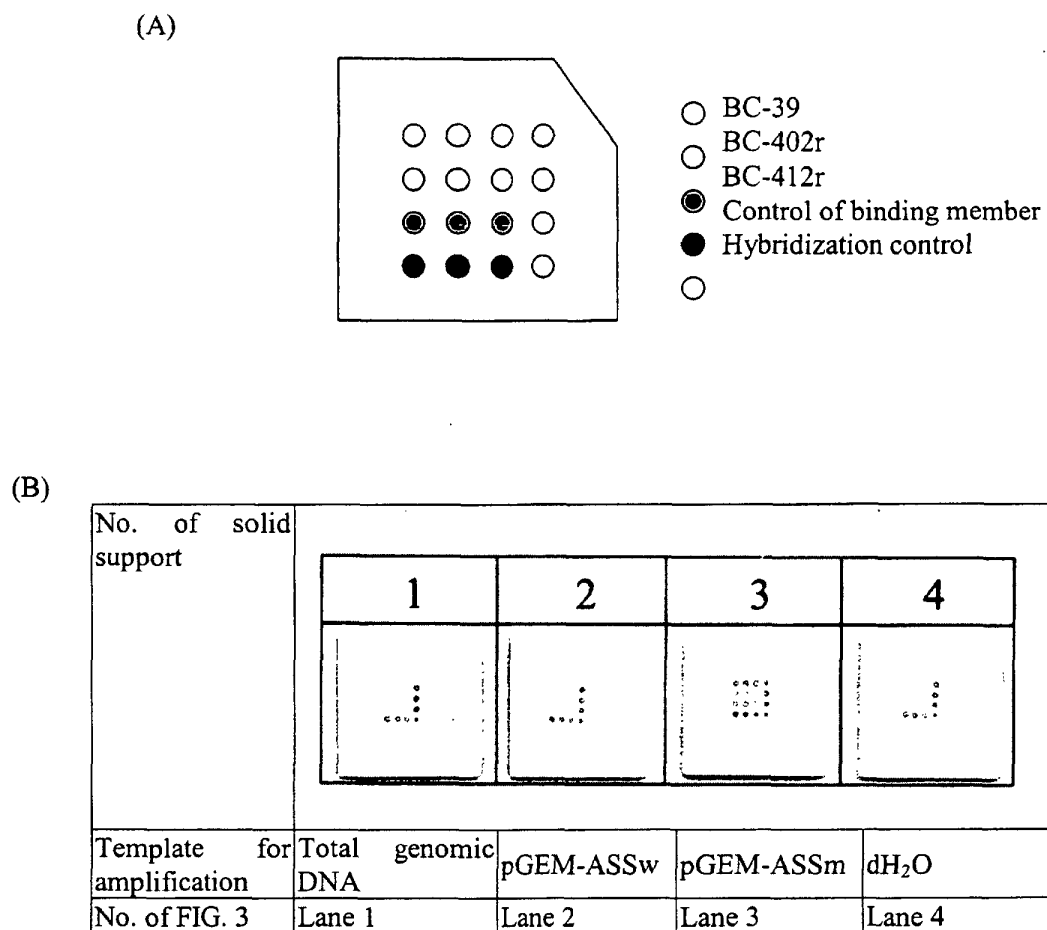 (A)
BC-39
BC-402r
BC-412r
Control of binding member
Hybridization control
(B)
No. of solid support
1 2 3 4
Template for amplification
Total genomic DNA
pGEM-ASSw
pGEM-ASSm
dH₂O
No. of FIG. 3
Lane 1
Lane 2
Lane 3
Lane 4